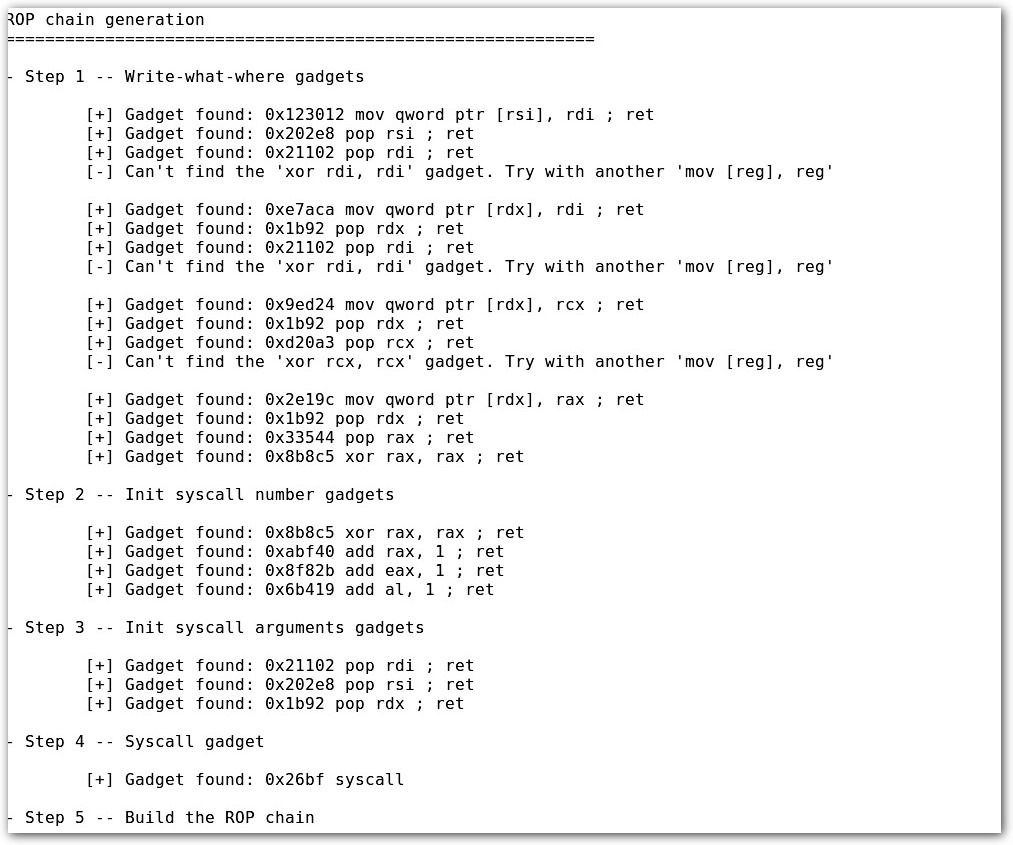 ROP chain generation
===========================================================
- Step 1 -- Write-what-where gadgets
[+] Gadget found: 0x123012 mov qword ptr [rsi], rdi ; ret
[+] Gadget found: 0x202e8 pop rsi ; ret
[+] Gadget found: 0x21102 pop rdi ; ret
[-] Can't find the 'xor rdi, rdi' gadget. Try with another 'mov [reg], reg'
[+] Gadget found: 0xe7aca mov qword ptr [rdx], rdi ; ret
[+] Gadget found: 0x1b92 pop rdx ; ret
[+] Gadget found: 0x21102 pop rdi ; ret
[-] Can't find the 'xor rdi, rdi' gadget. Try with another 'mov [reg], reg'
[+] Gadget found: 0x9ed24 mov qword ptr [rdx], rcx ; ret
[+] Gadget found: 0x1b92 pop rdx ; ret
[+] Gadget found: 0xd20a3 pop rcx ; ret
[-] Can't find the 'xor rcx, rcx' gadget. Try with another 'mov [reg], reg'
[+] Gadget found: 0x2e19c mov qword ptr [rdx], rax ; ret
[+] Gadget found: 0x1b92 pop rdx ; ret
[+] Gadget found: 0x33544 pop rax ; ret
[+] Gadget found: 0x8b8c5 xor rax, rax ; ret
- Step 2 -- Init syscall number gadgets
[+] Gadget found: 0x8b8c5 xor rax, rax ; ret
[+] Gadget found: 0xabf40 add rax, 1 ; ret
[+] Gadget found: 0x8f82b add eax, 1 ; ret
[+] Gadget found: 0x6b419 add al, 1 ; ret
- Step 3 -- Init syscall arguments gadgets
[+] Gadget found: 0x21102 pop rdi ; ret
[+] Gadget found: 0x202e8 pop rsi ; ret
[+] Gadget found: 0x1b92 pop rdx ; ret
- Step 4 -- Syscall gadget
[+] Gadget found: 0x26bf syscall
- Step 5 -- Build the ROP chain